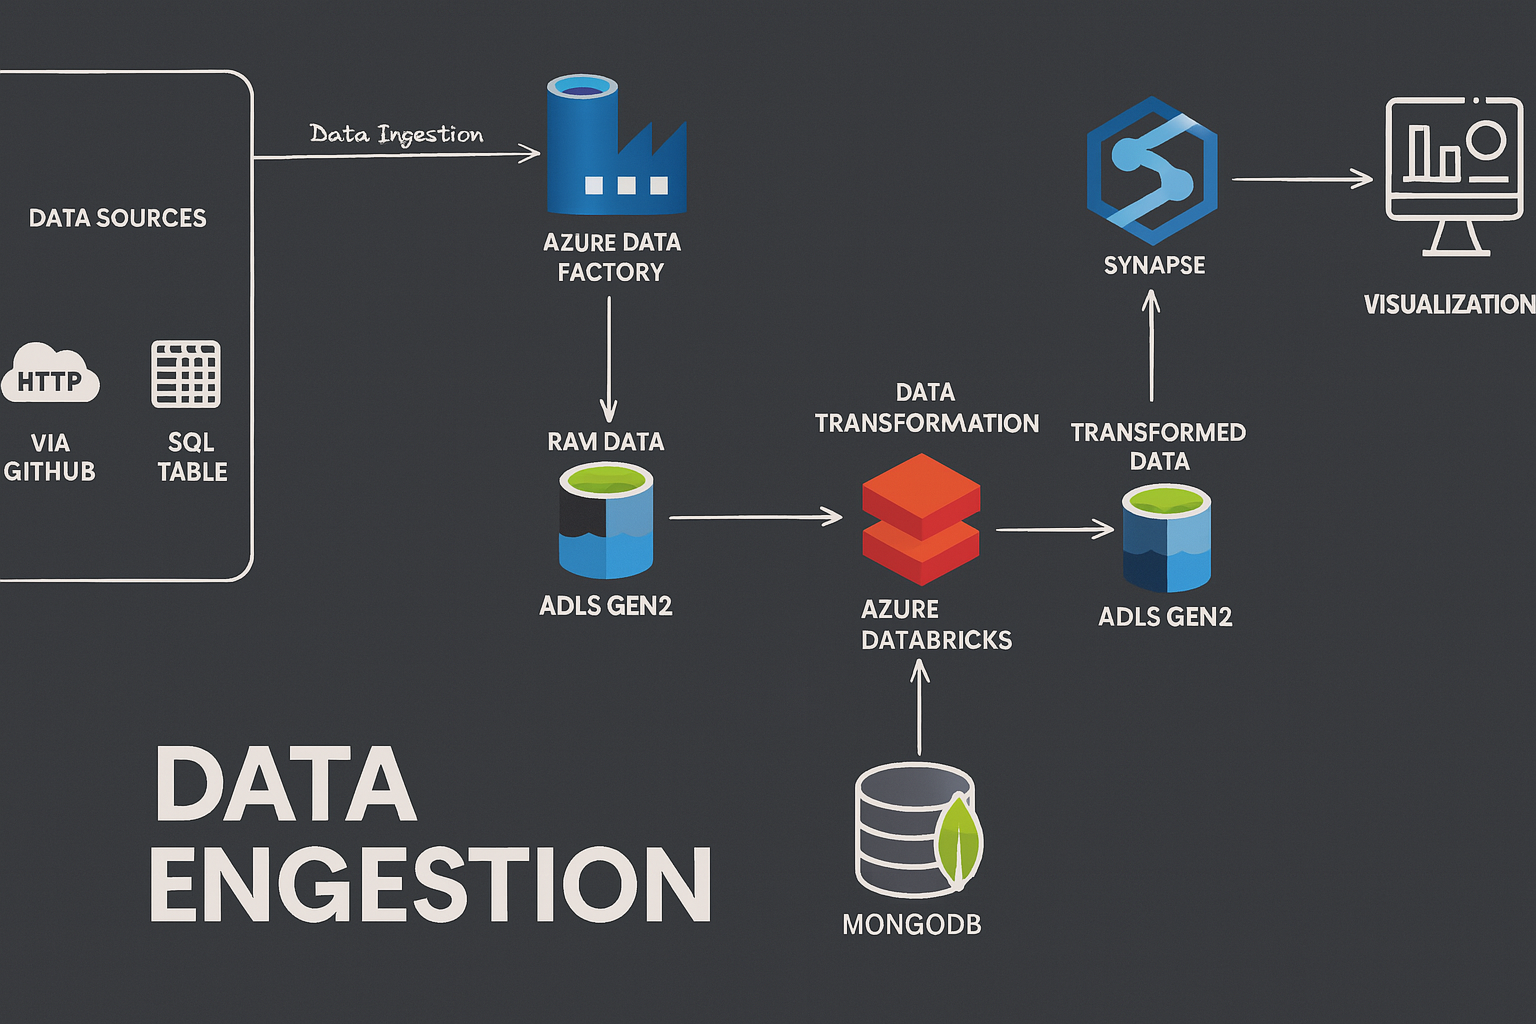 Data Ingestion
DATA SOURCES
HTTP
VIA
GITHUB
SQL
TABLE
AZURE DATA
FACTORY
RAW DATA
ADLS GEN2
DATA
TRANSFORMATION
AZURE
DATABRICKS
MONGODB
TRANSFORMED
DATA
ADLS GEN2
SYNAPSE
VISUALIZATION
DATA
ENGESTION